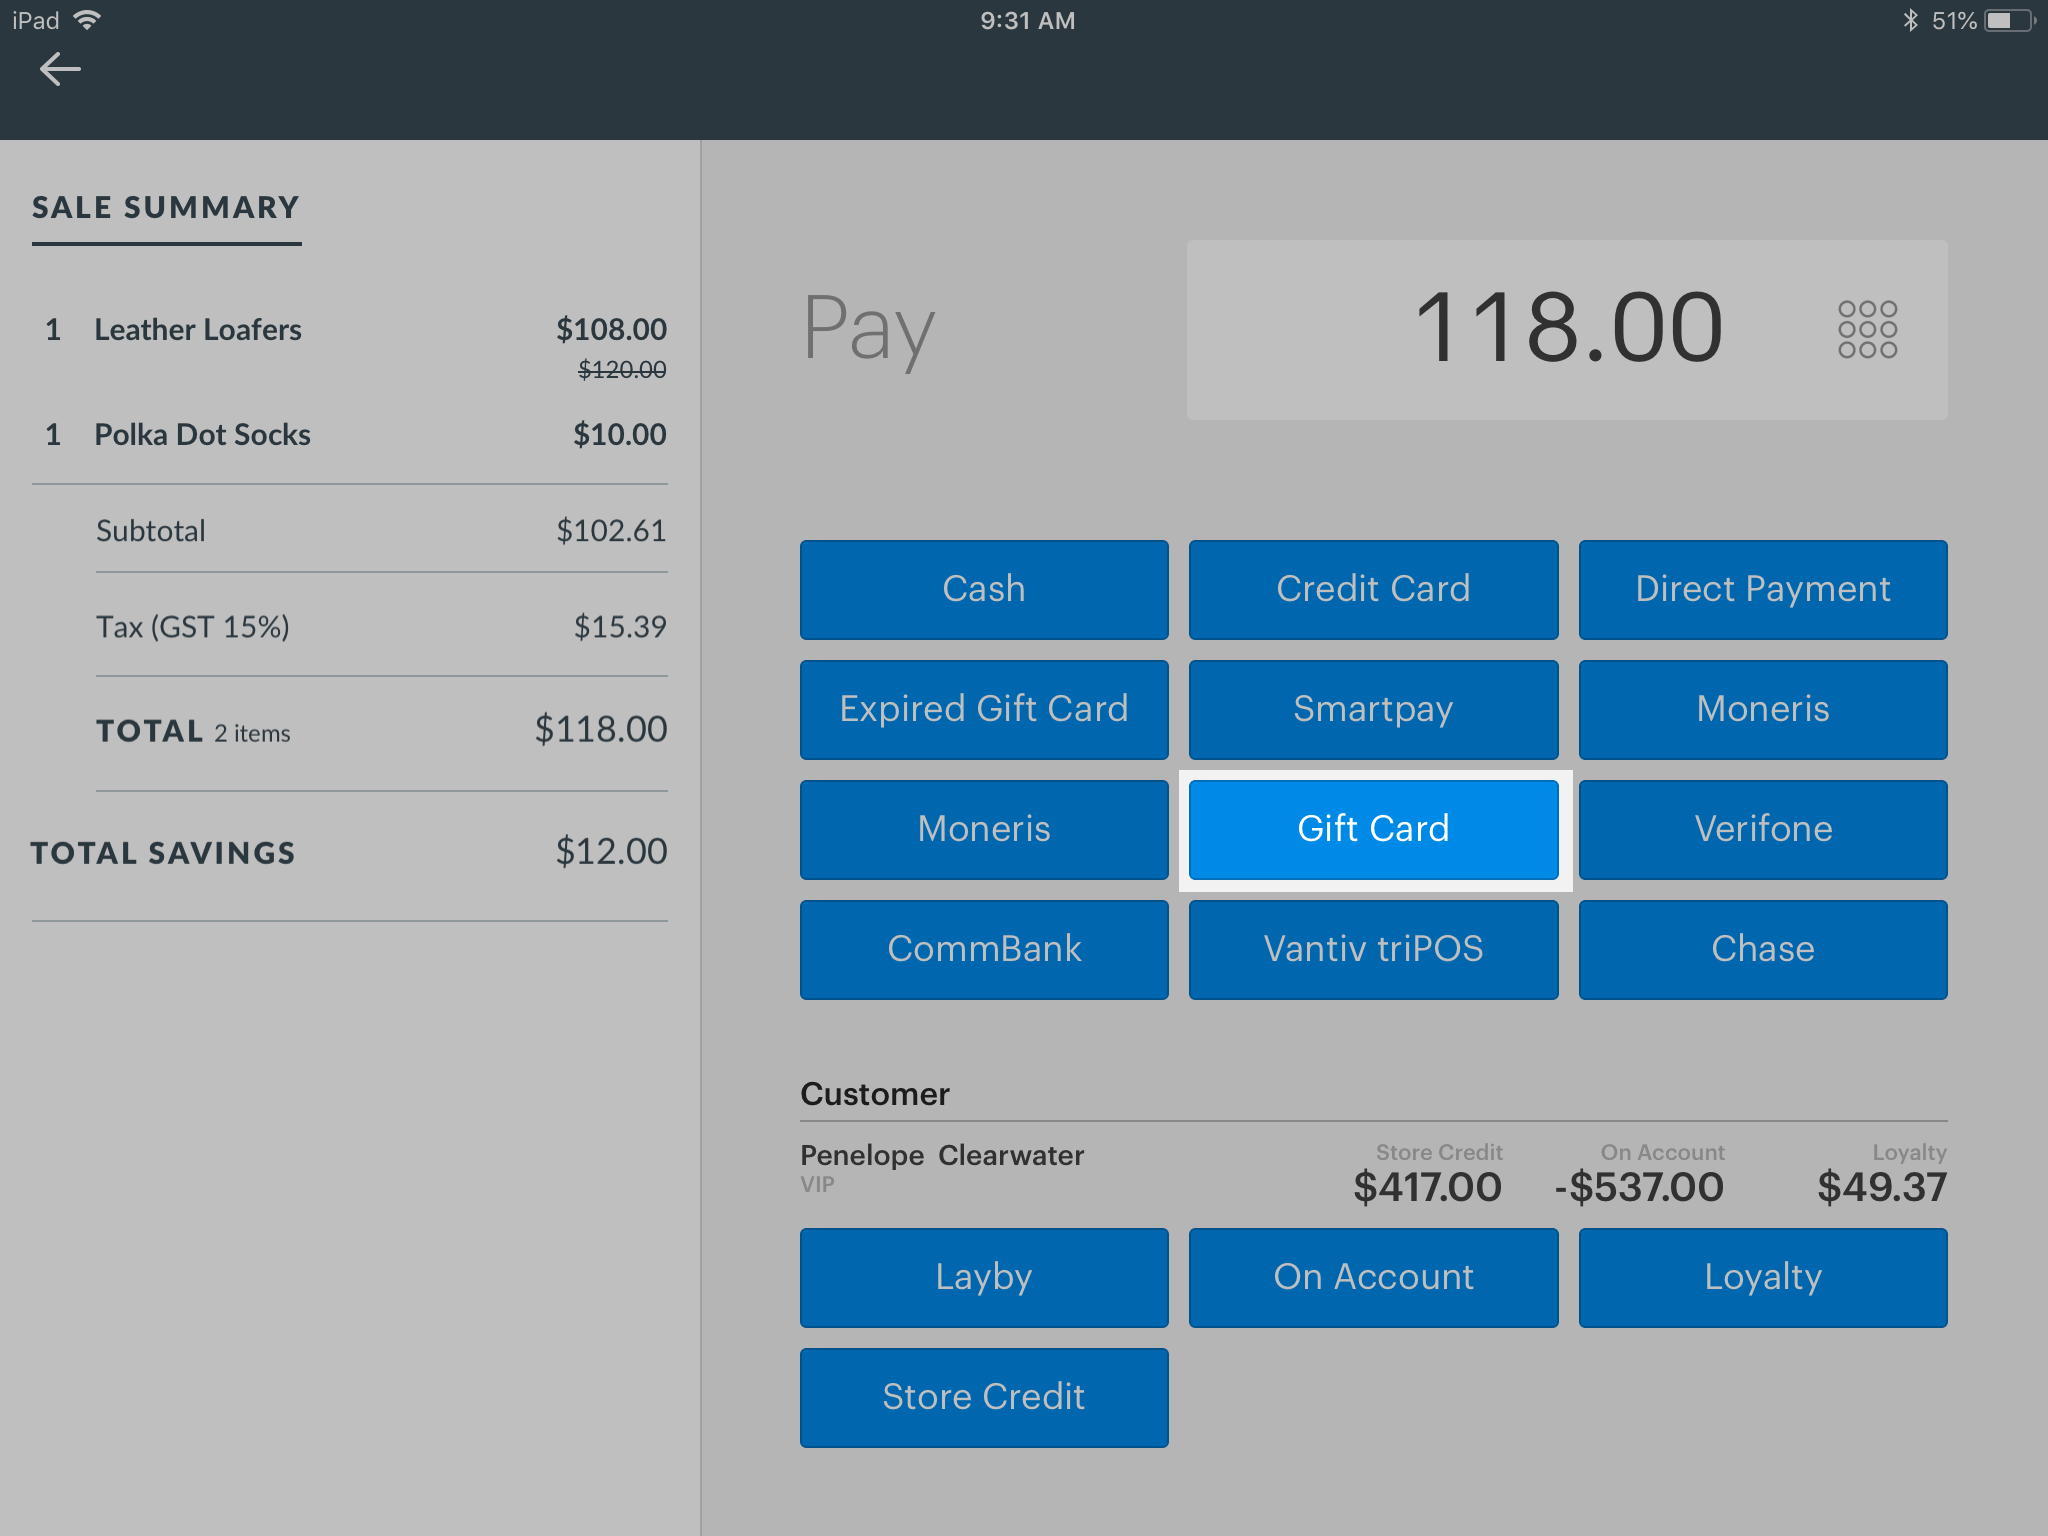 iPad 9:31 AM 51%
SALE SUMMARY
1 Leather Loafers $108.00
$120.00
1 Polka Dot Socks $10.00
Subtotal $102.61
Tax (GST 15%) $15.39
TOTAL 2 items $118.00
TOTAL SAVINGS $12.00
Pay 118.00
Cash Credit Card Direct Payment
Expired Gift Card Smartpay Moneris
Moneris Gift Card Verifone
CommBank Vantiv triPOS Chase
Customer
Penelope Clearwater Store Credit On Account Loyalty
VIP $417.00 -$537.00 $49.37
Layby On Account Loyalty
Store Credit